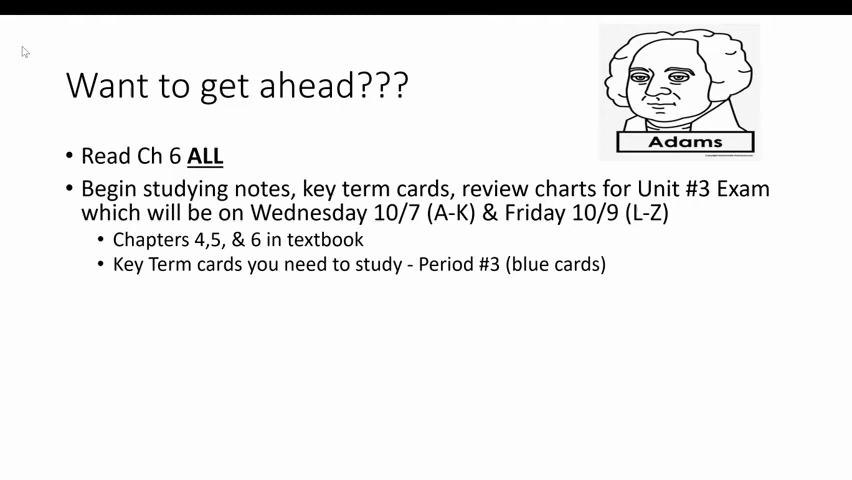 Want to get ahead???
Adams
• Read Ch 6 ALL
• Begin studying notes, key term cards, review charts for Unit #3 Exam
which will be on Wednesday 10/7 (A-K) & Friday 10/9 (L-Z)
• Chapters 4,5, & 6 in textbook
• Key Term cards you need to study - Period #3 (blue cards)